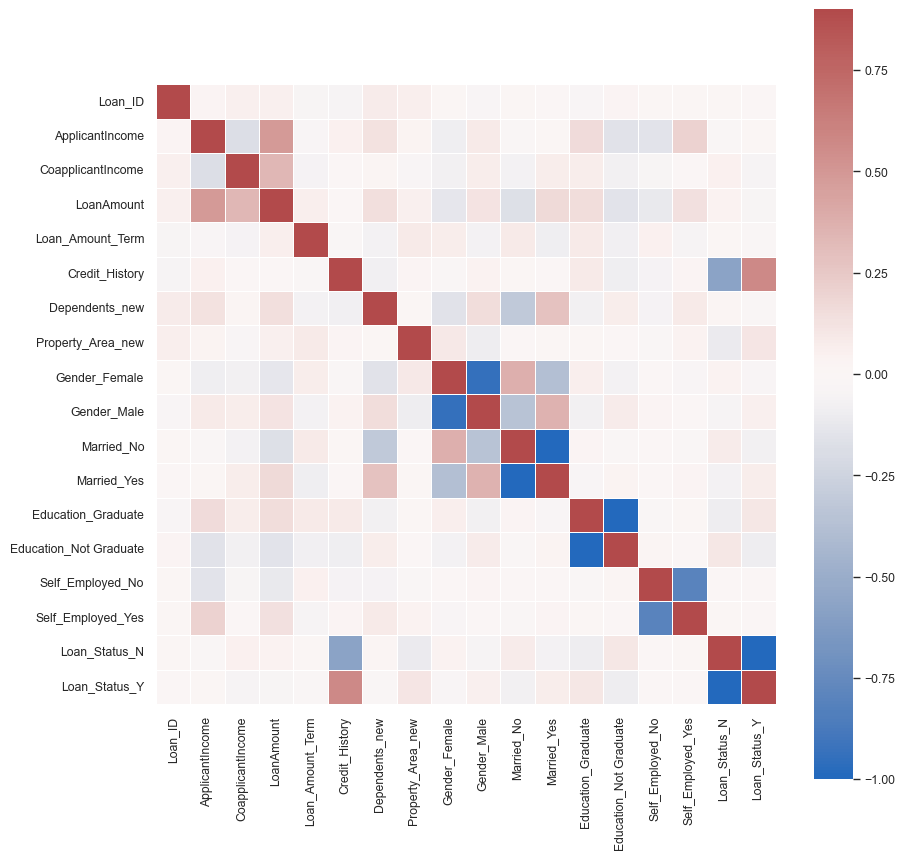 Loan_ID
ApplicantIncome
CoapplicantIncome
LoanAmount
Loan_Amount_Term
Credit_History
Dependents_new
Property_Area_new
Gender_Female
Gender_Male
Married_No
Married_Yes
Education_Graduate
Education_Not Graduate
Self_Employed_No
Self_Employed_Yes
Loan_Status_N
Loan_Status_Y
Loan_ID
ApplicantIncome
CoapplicantIncome
LoanAmount
Loan_Amount_Term
Credit_History
Dependents_new
Property_Area_new
Gender_Female
Gender_Male
Married_No
Married_Yes
Education_Graduate
Education_Not Graduate
Self_Employed_No
Self_Employed_Yes
Loan_Status_N
Loan_Status_Y
0.75
0.50
0.25
0.00
−0.25
−0.50
−0.75
−1.00